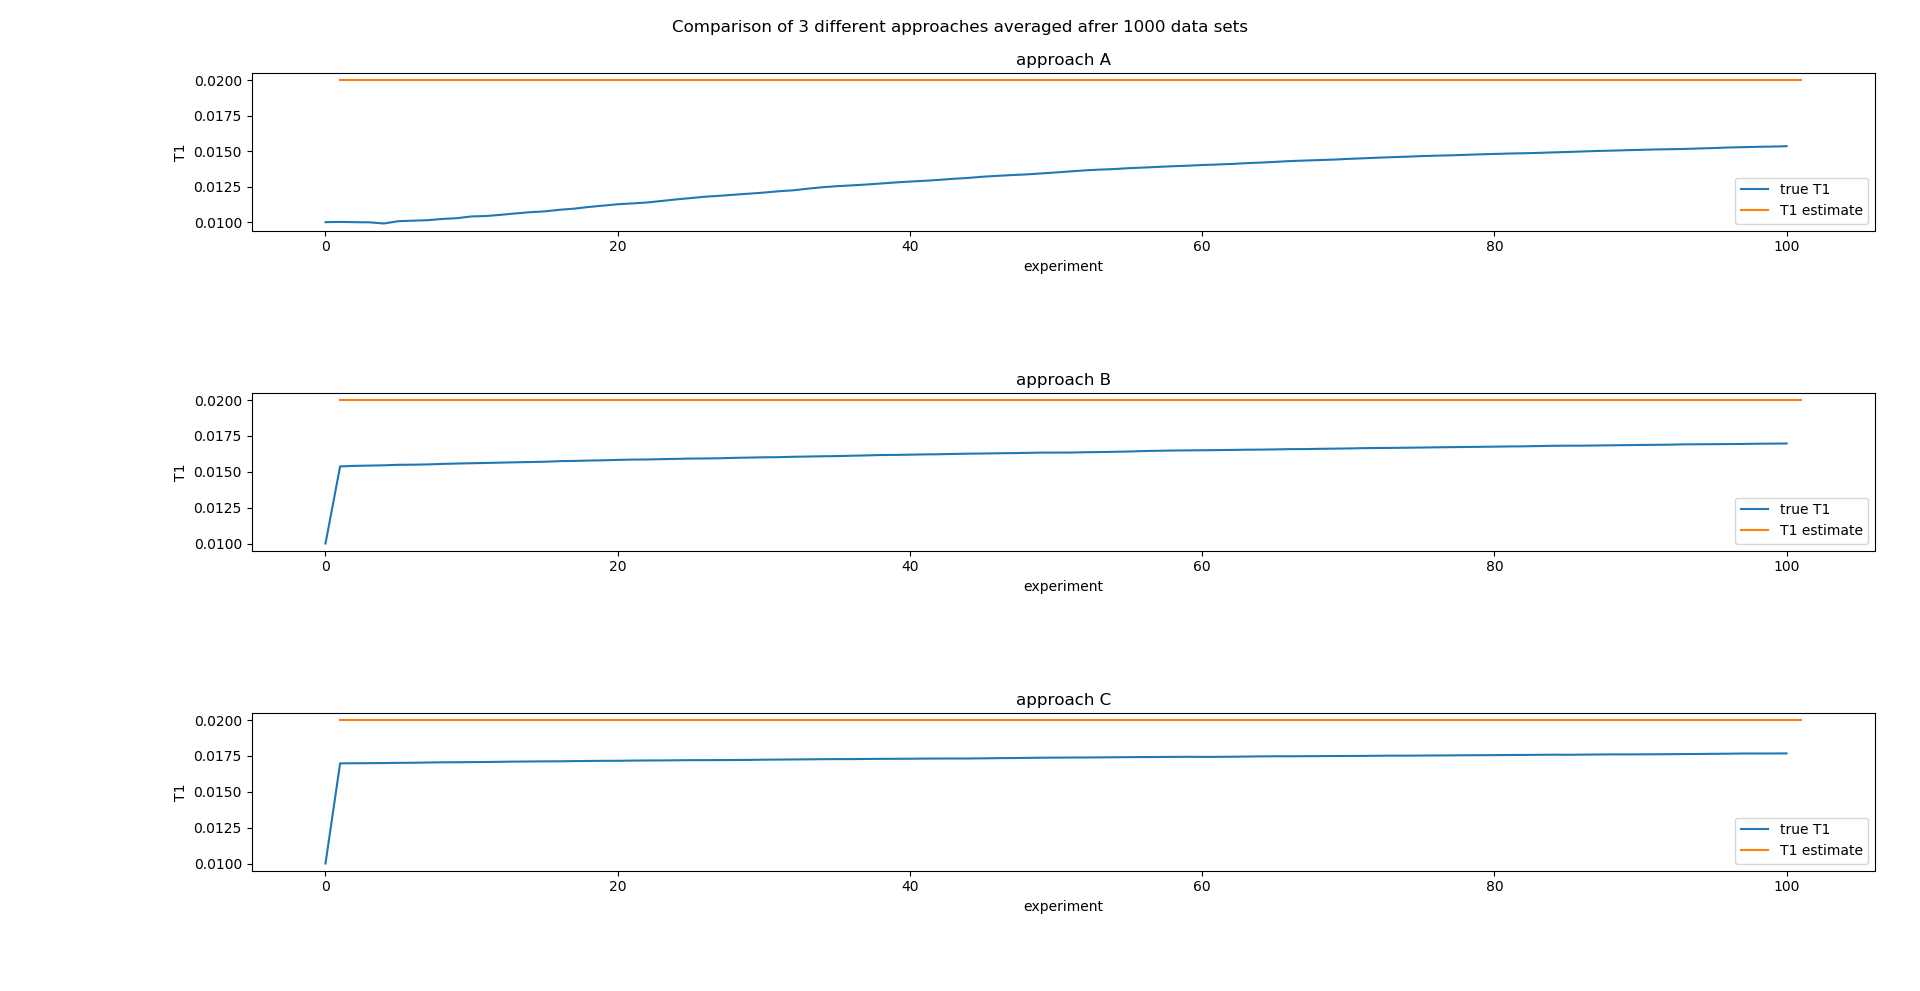 Comparison of 3 different approaches averaged afrer 1000 data sets
approach A
0.0200
0.0175
0.0150
0.0125
0.0100
T1
true T1
T1 estimate
0 20 40 60 80 100
experiment
approach B
0.0200
0.0175
0.0150
0.0125
0.0100
T1
true T1
T1 estimate
0 20 40 60 80 100
experiment
approach C
0.0200
0.0175
0.0150
0.0125
0.0100
T1
true T1
T1 estimate
0 20 40 60 80 100
experiment